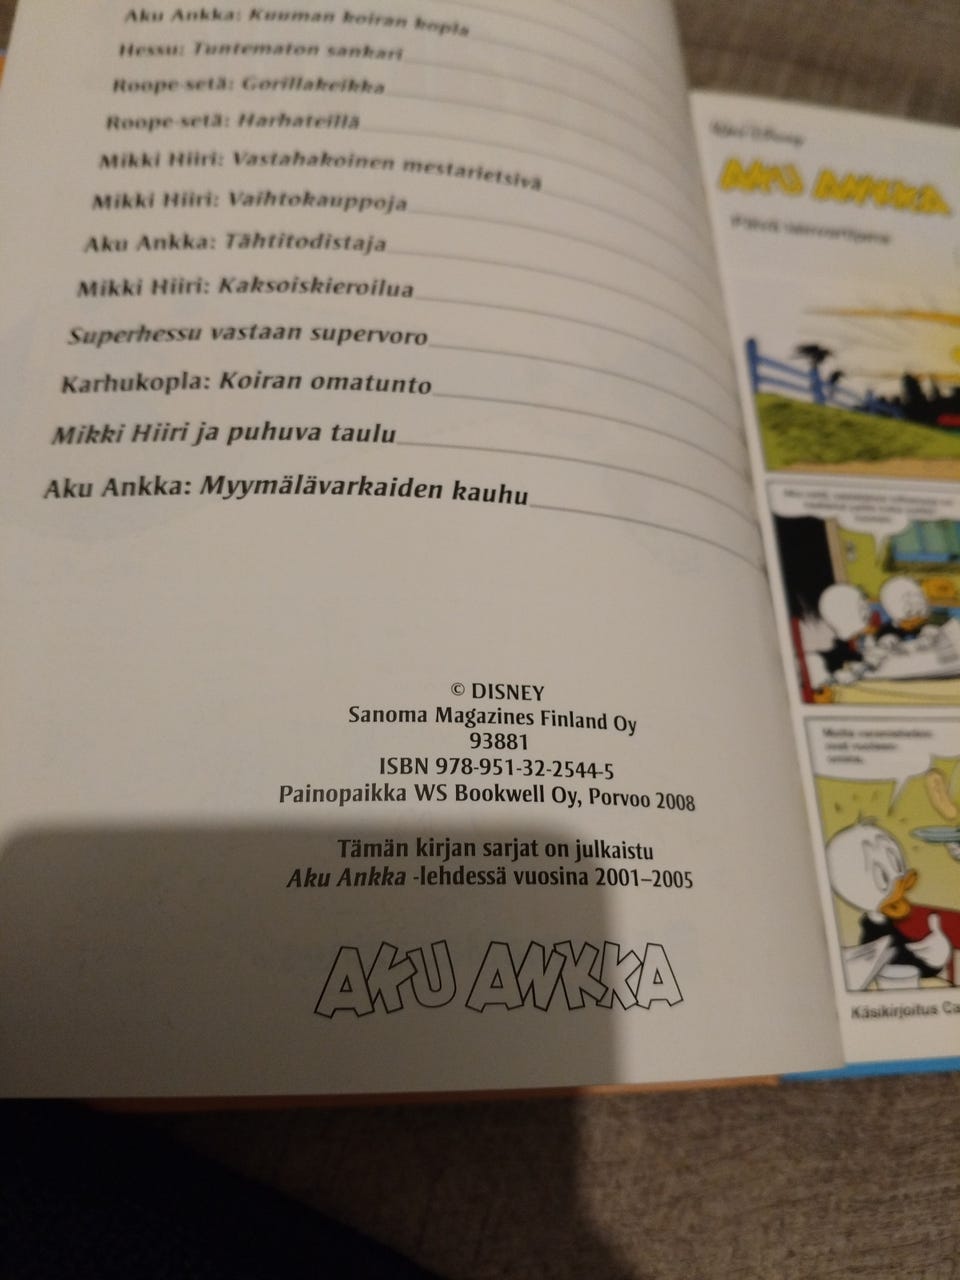 Aku Ankka: Kuuman koiran kopla
Hessu: Tuntematon sankari
Roope-setä: Gorillakeikka
Roope-setä: Harhateillä
Mikki Hiiri: Vastahakoinen mestarietsivä
Mikki Hiiri: Vaihtokauppoja
Aku Ankka: Tähtitodistaja
Mikki Hiiri: Kaksoiskieroilua
Superhessu vastaan supervoro
Karhukopla: Koiran omatunto
Mikki Hiiri ja puhuva taulu
Aku Ankka: Myymälävarkaiden kauhu
© DISNEY
Sanoma Magazines Finland Oy
93881
ISBN 978-951-32-2544-5
Painopaikka WS Bookwell Oy, Porvoo 2008
Tämän kirjan sarjat on julkaistu
Aku Ankka -lehdessä vuosina 2001–2005
AKU ANKKA
Walt Disney
AKU ANKKA
Käsikirjoitus